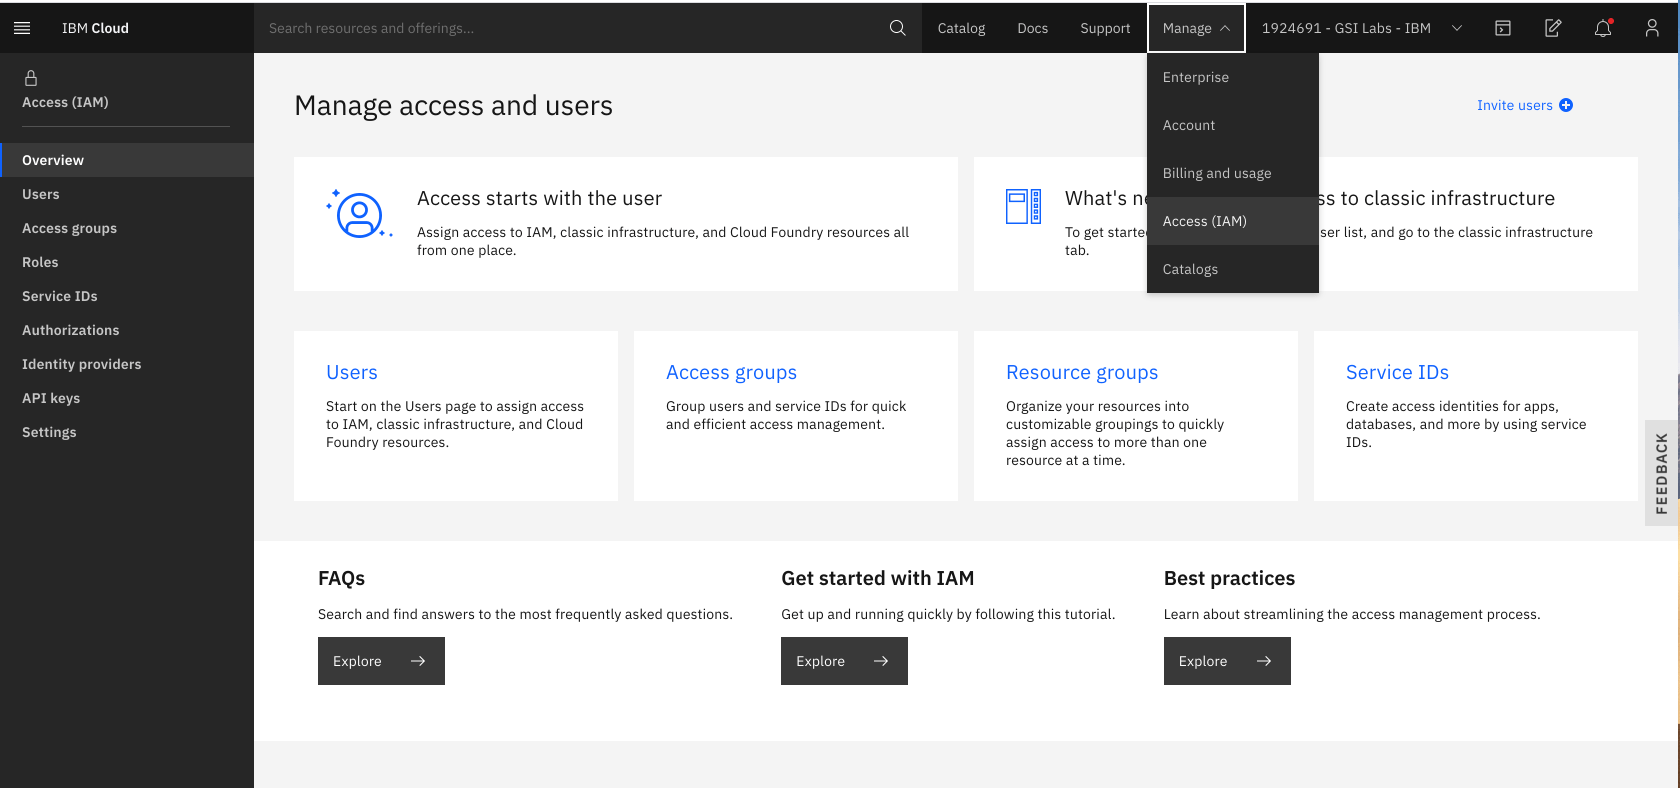 IBM Cloud
Search resources and offerings...
Catalog
Docs
Support
Manage
1924691 - GSI Labs - IBM
Enterprise
Account
Billing and usage
Access (IAM)
Catalogs
Access (IAM)
Overview
Users
Access groups
Roles
Service IDs
Authorizations
Identity providers
API keys
Settings
Manage access and users
Invite users
Access starts with the user
Assign access to IAM, classic infrastructure, and Cloud Foundry resources all
from one place.
What's ss to classic infrastructure
To get list, and go to the classic infrastructure
tab.
Users
Start on the Users page to assign access
to IAM, classic infrastructure, and Cloud
Foundry resources.
Access groups
Group users and service IDs for quick
and efficient access management.
Resource groups
Organize your resources into
customizable groupings to quickly
assign access to more than one
resource at a time.
Service IDs
Create access identities for apps,
databases, and more by using service
IDs.
FEEDBACK
FAQs
Search and find answers to the most frequently asked questions.
Explore
Get started with IAM
Get up and running quickly by following this tutorial.
Explore
Best practices
Learn about streamlining the access management process.
Explore